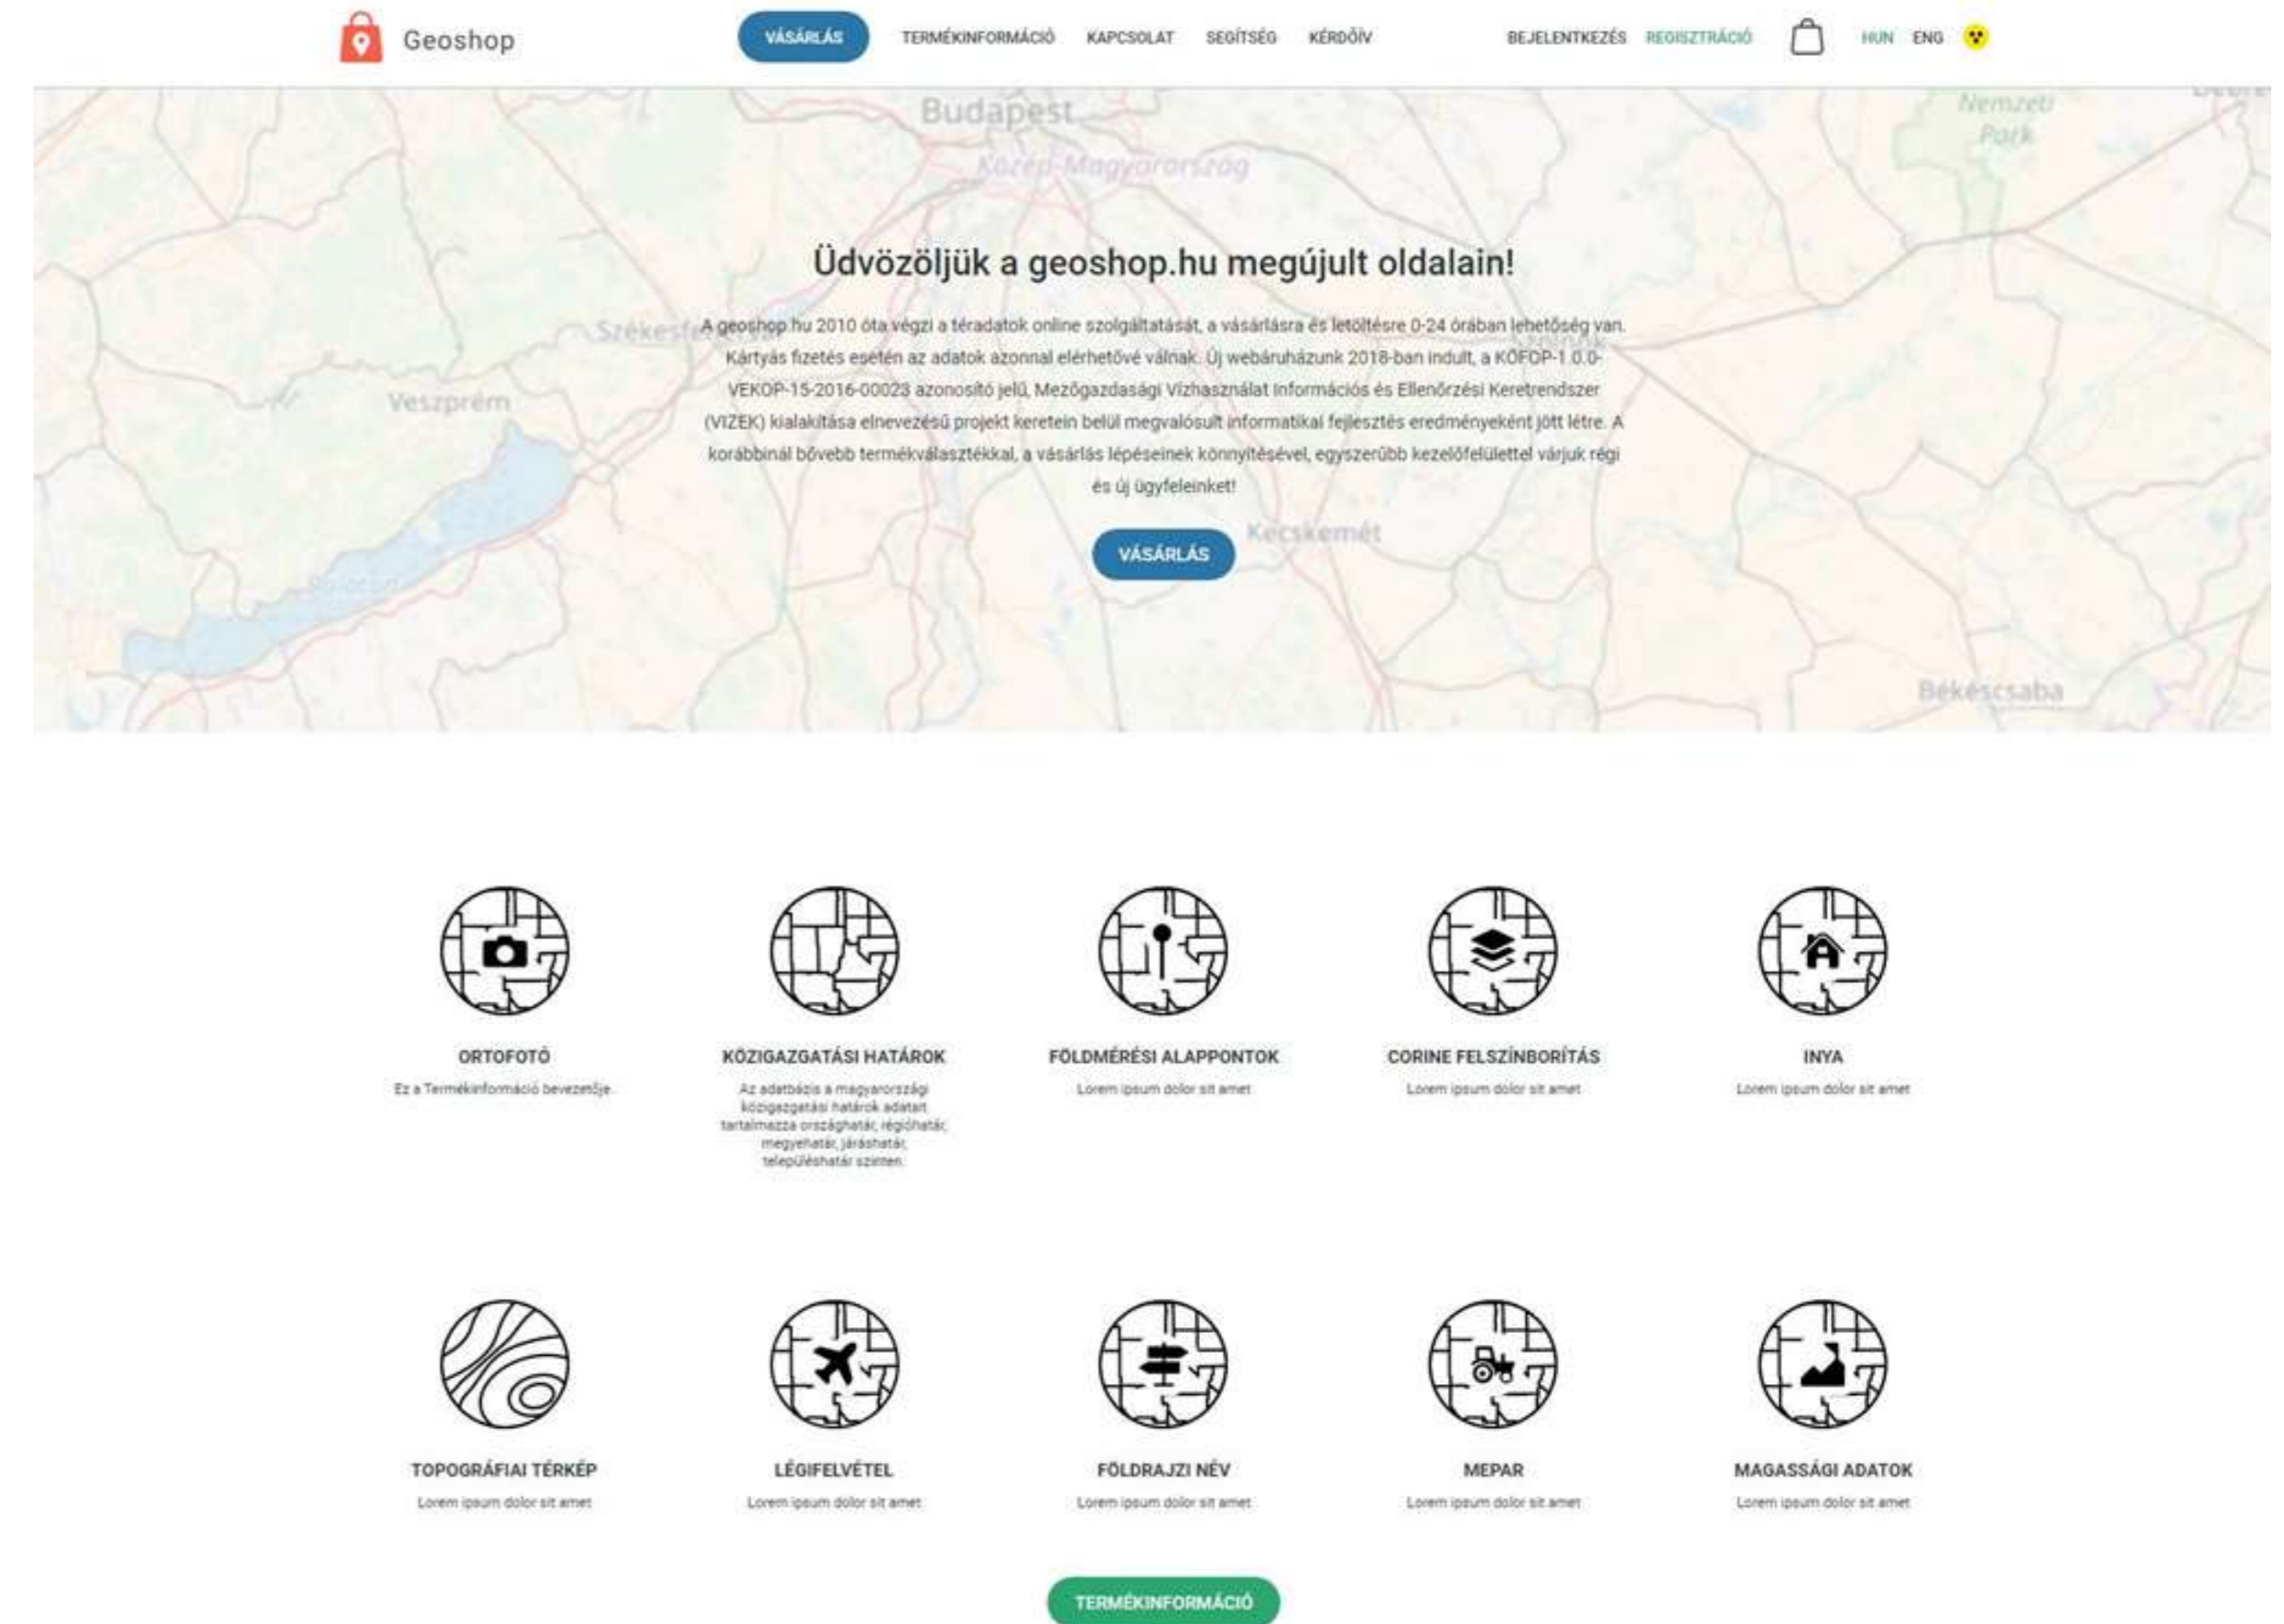 Geoshop
VÁSÁRLÁS
TERMÉKINFORMÁCIÓ
KAPCSOLAT
SEGÍTSÉG
KÉRDŐÍV
BEJELENTKEZÉS
REGISZTRÁCIÓ
HUN
ENG
Budapest
Közép-Magyarország
Nemzeti
Park
Üdvözöljük a geoshop.hu megújult oldalain!
A geoshop.hu 2010 óta végzi a téradatok online szolgáltatását, a vásárlásra és letöltésre 0-24 órában lehetőség van.
Kártyás fizetés esetén az adatok azonnal elérhetővé válnak. Új webáruházunk 2018-ban indult, a KÖFOP-1.0.0-
VEKOP-15-2016-00023 azonosító jelű, Mezőgazdasági Vízhasználat Információs és Ellenőrzési Keretrendszer
(VIZEK) kialakítása elnevezésű projekt keretein belül megvalósult informatikai fejlesztés eredményeként jött létre. A
korábbinál bővebb termékválasztékkal, a vásárlás lépéseinek könnyítésével, egyszerűbb kezelőfelülettel várjuk régi
és új ügyfeleinket!
Veszprém
Kecskemét
VÁSÁRLÁS
Békéscsaba
ORTOFOTÓ
Ez a Termékinformáció bevezetője.
KÖZIGAZGATÁSI HATÁROK
Az adatbázis a magyarországi
közigazgatási határok adatait
tartalmazza országhatár, régióhatár,
megyehatár, járáshatár,
településhatár szinten.
FÖLDMÉRÉSI ALAPPONTOK
Lorem ipsum dolor sit amet
CORINE FELSZÍNBORÍTÁS
Lorem ipsum dolor sit amet
INYA
Lorem ipsum dolor sit amet
TOPOGRÁFIAI TÉRKÉP
Lorem ipsum dolor sit amet
LÉGIFELVÉTEL
Lorem ipsum dolor sit amet
FÖLDRAJZI NÉV
Lorem ipsum dolor sit amet
MEPAR
Lorem ipsum dolor sit amet
MAGASSÁGI ADATOK
Lorem ipsum dolor sit amet
TERMÉKINFORMÁCIÓ